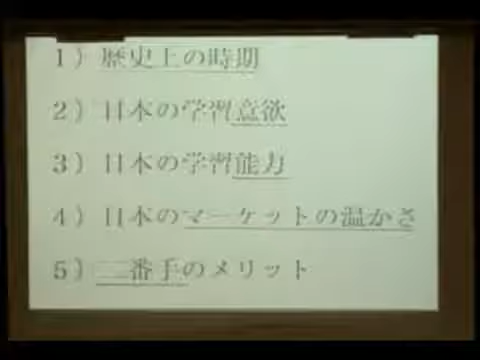 1）歴史上の時期
2）日本の学習意欲
3）日本の学習能力
4）日本のマーケットの温かさ
5）二番手のメリット